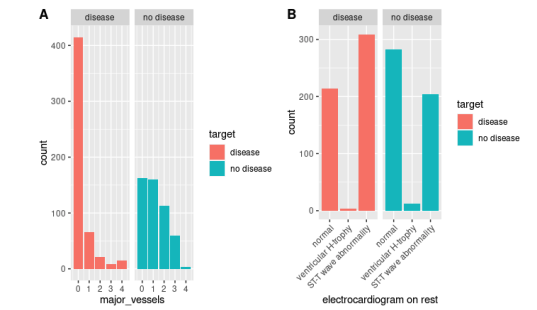 A
disease
no disease
400
300
200
100
0
count
0 1 2 3 4
0 1 2 3 4
major_vessels
target
disease
no disease
B
disease
no disease
300
200
100
0
count
normal
ventricular H-trophy
ST-T wave abnormality
normal
ventricular H-trophy
ST-T wave abnormality
electrocardiogram on rest
target
disease
no disease